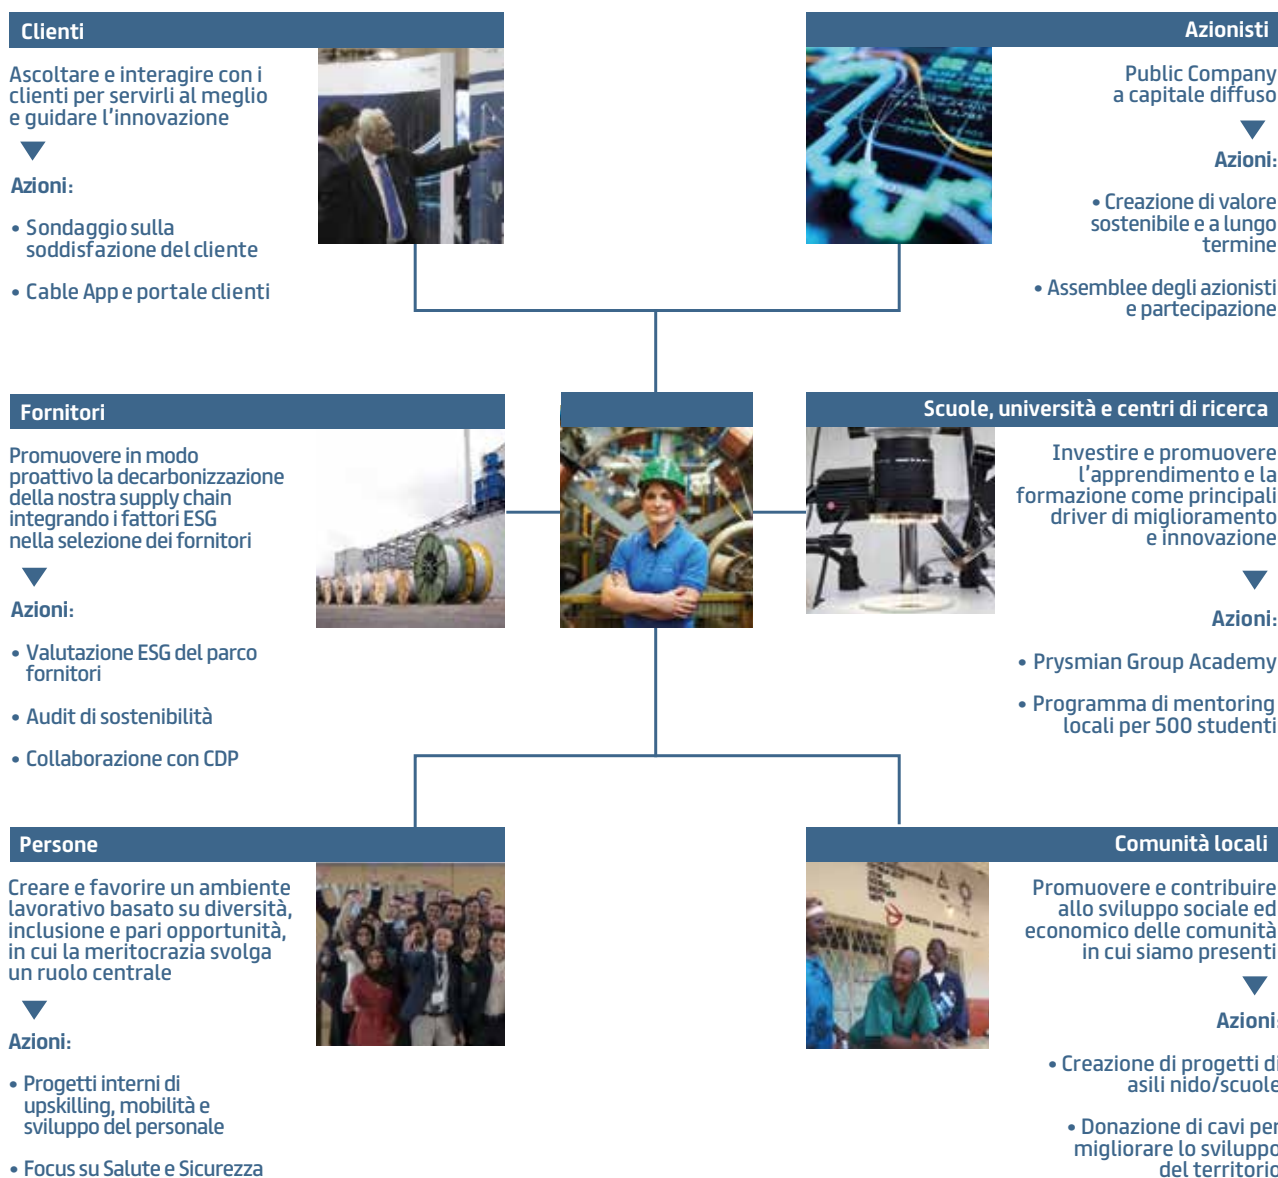 Clienti
Ascoltare e interagire con i
clienti per servirli al meglio
e guidare l'innovazione
Azioni:
• Sondaggio sulla
soddisfazione del cliente
• Cable App e portale clienti
Azionisti
Public Company
a capitale diffuso
Azioni:
• Creazione di valore
sostenibile e a lungo
termine
• Assemblee degli azionisti
e partecipazione
Fornitori
Promuovere in modo
proattivo la decarbonizzazione
della nostra supply chain
integrando i fattori ESG
nella selezione dei fornitori
Azioni:
• Valutazione ESG del parco
fornitori
• Audit di sostenibilità
• Collaborazione con CDP
Scuole, università e centri di ricerca
Investire e promuovere
l'apprendimento e la
formazione come principali
driver di miglioramento
e innovazione
Azioni:
• Prysmian Group Academy
• Programma di mentoring
locali per 500 studenti
Persone
Creare e favorire un ambiente
lavorativo basato su diversità,
inclusione e pari opportunità,
in cui la meritocrazia svolga
un ruolo centrale
Azioni:
• Progetti interni di
upskilling, mobilità e
sviluppo del personale
• Focus su Salute e Sicurezza
Comunità locali
Promuovere e contribuire
allo sviluppo sociale ed
economico delle comunità
in cui siamo presenti
Azioni:
• Creazione di progetti di
asili nido/scuole
• Donazione di cavi per
migliorare lo sviluppo
del territorio